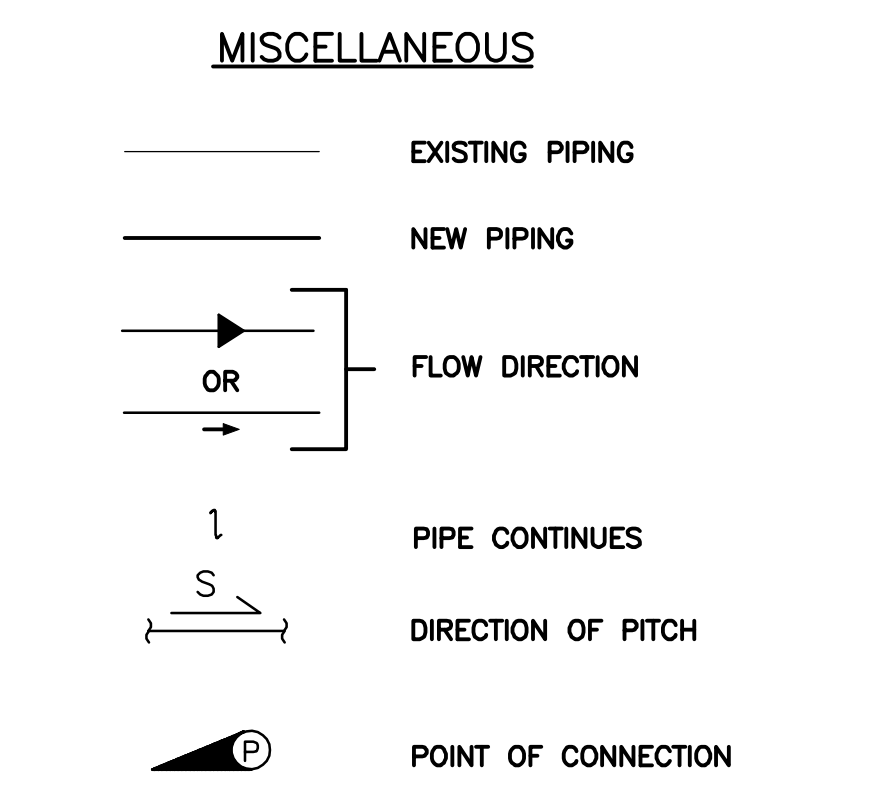 MISCELLANEOUS
EXISTING PIPING
NEW PIPING
OR
FLOW DIRECTION
PIPE CONTINUES
S
DIRECTION OF PITCH
P
POINT OF CONNECTION